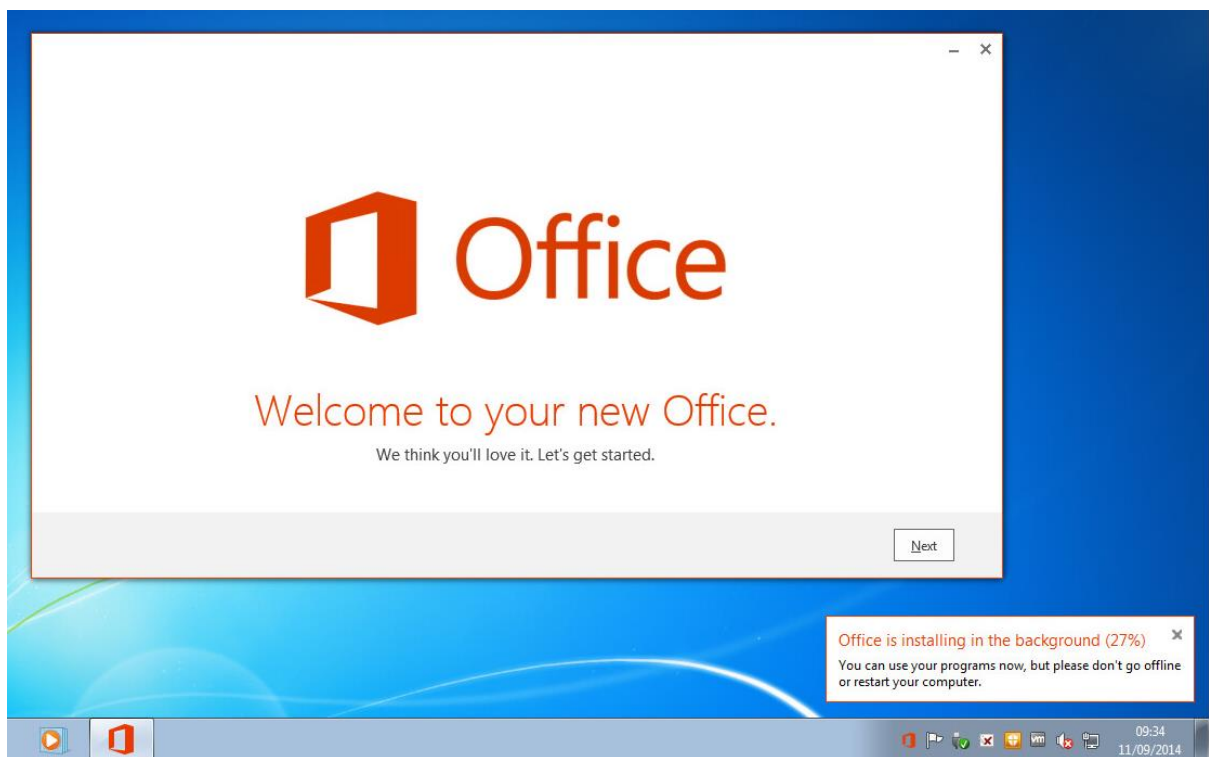 Office
Welcome to your new Office.
We think you'll love it. Let's get started.
Next
Office is installing in the background (27%)
You can use your programs now, but please don't go offline
or restart your computer.
vm
09:34
11/09/2014